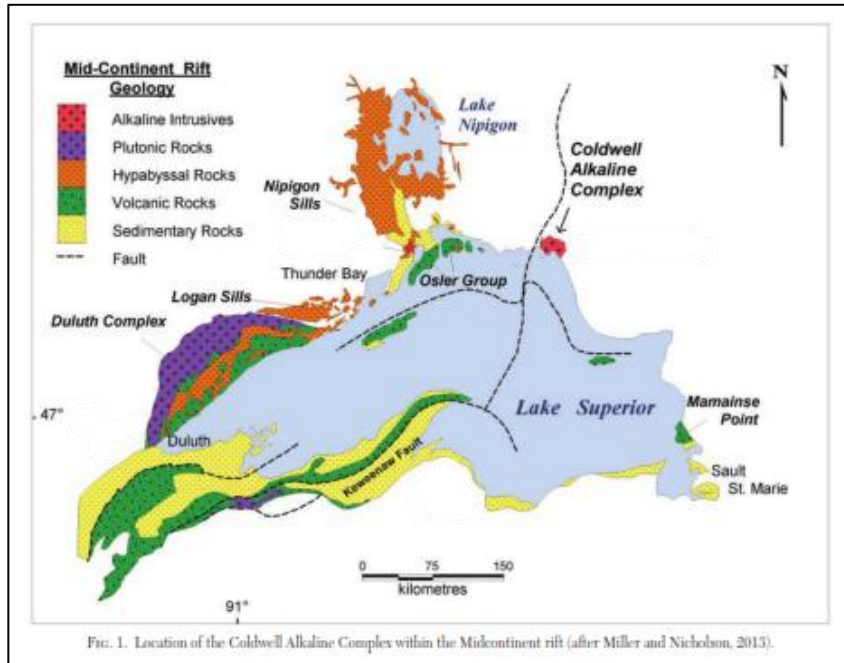 Mid-Continent Rift
Geology
Alkaline Intrusives
Plutonic Rocks
Hypabyssal Rocks
Volcanic Rocks
Sedimentary Rocks
Fault
Lake
Nipigon
N
Coldwell
Alkaline
Complex
Nipigon
Sills
Thunder Bay
Osler Group
Logan Sills
Duluth Complex
47°
Lake Superior
Mamainse
Point
Duluth
Keweenaw Fault
Sault
St. Marie
0 75 150
kilometres
91°
FIG. 1. Location of the Coldwell Alkaline Complex within the Midcontinent rift (after Miller and Nicholson, 2013).